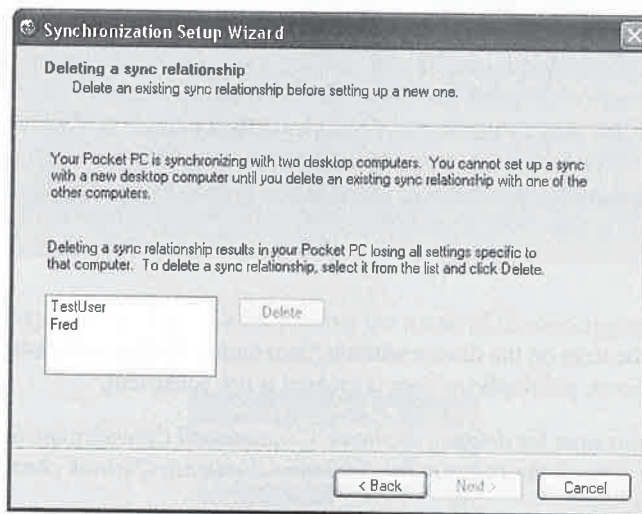 Synchronization Setup Wizard
Deleting a sync relationship
Delete an existing sync relationship before setting up a new one.
Your Pocket PC is synchronizing with two desktop computers. You cannot set up a sync
with a new desktop computer until you delete an existing sync relationship with one of the
other computers.
Deleting a sync relationship results in your Pocket PC losing all settings specific to
that computer. To delete a sync relationship, select it from the list and click Delete.
TestUser
Fred
Delete
< Back
Next >
Cancel